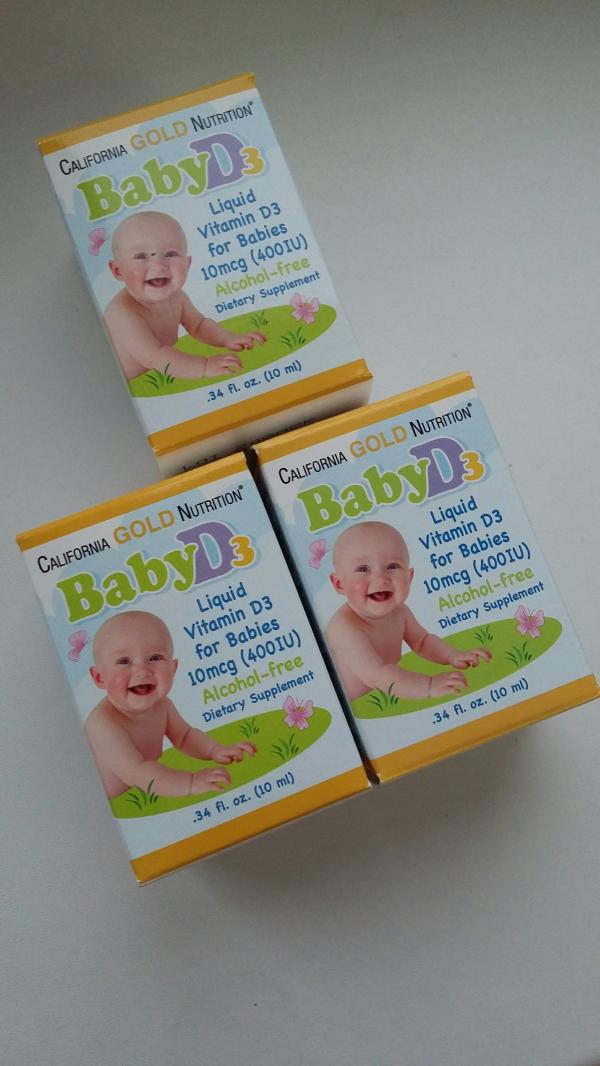 CALIFORNIA GOLD NUTRITION®
BabyD3
Liquid
Vitamin D3
for Babies
10mcg (400IU)
Alcohol-free
Dietary Supplement
.34 fl. oz. (10 ml)
CALIFORNIA GOLD NUTRITION®
BabyD3
Liquid
Vitamin D3
for Babies
10mcg (400IU)
Alcohol-free
Dietary Supplement
.34 fl. oz. (10 ml)
CALIFORNIA GOLD NUTRITION®
BabyD3
Liquid
Vitamin D3
for Babies
10mcg (400IU)
Alcohol-free
Dietary Supplement
.34 fl. oz. (10 ml)